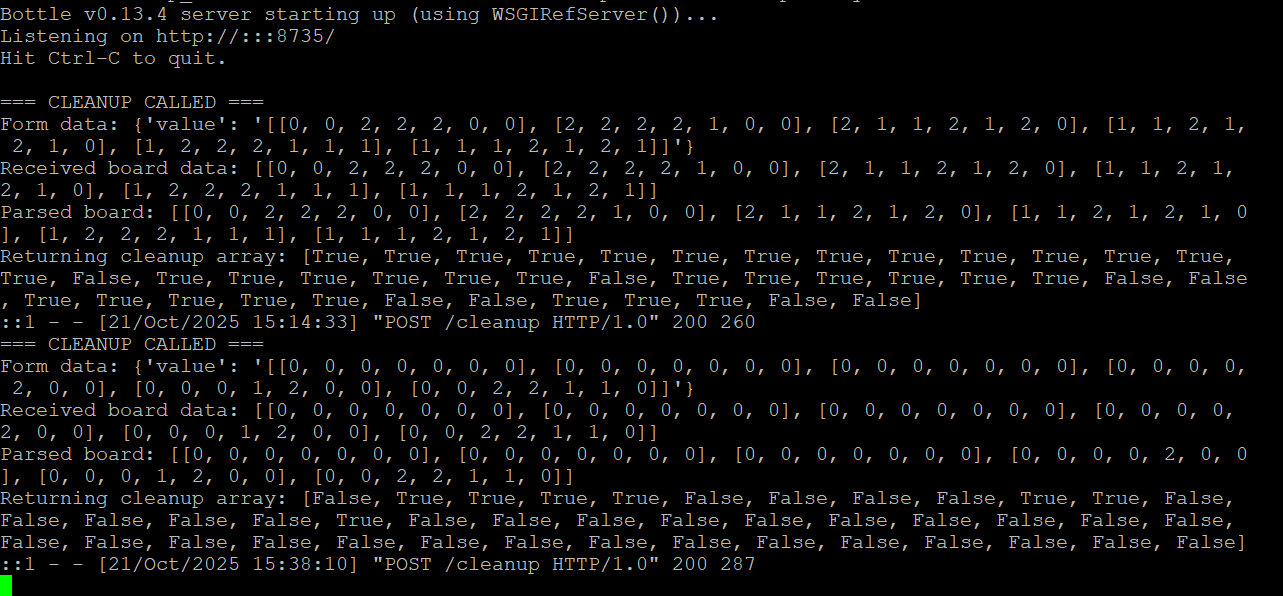 Bottle v0.13.4 server starting up (using WSGIRefServer())...
Listening on http://:::8735/
Hit Ctrl-C to quit.
=== CLEANUP CALLED ===
Form data: {'value': '[[0, 0, 2, 2, 2, 0, 0], [2, 2, 2, 2, 1, 0, 0], [2, 1, 1, 2, 1, 2, 0], [1, 1, 2, 1,
 2, 1, 0], [1, 2, 2, 2, 1, 1, 1], [1, 1, 1, 2, 1, 2, 1]]'}
Received board data: [[0, 0, 2, 2, 2, 0, 0], [2, 2, 2, 2, 1, 0, 0], [2, 1, 1, 2, 1, 2, 0], [1, 1, 2, 1,
2, 1, 0], [1, 2, 2, 2, 1, 1, 1], [1, 1, 1, 2, 1, 2, 1]]
Parsed board: [[0, 0, 2, 2, 2, 0, 0], [2, 2, 2, 2, 1, 0, 0], [2, 1, 1, 2, 1, 2, 0], [1, 1, 2, 1, 2, 1, 0
], [1, 2, 2, 2, 1, 1, 1], [1, 1, 1, 2, 1, 2, 1]]
Returning cleanup array: [True, True, True, True, True, True, True, True, True, True, True, True, True,
True, False, True, True, True, True, True, True, False, True, True, True, True, True, True, False, False
, True, True, True, True, True, False, False, True, True, True, False, False]
::1 - - [21/Oct/2025 15:14:33] "POST /cleanup HTTP/1.0" 200 260
=== CLEANUP CALLED ===
Form data: {'value': '[[0, 0, 0, 0, 0, 0, 0], [0, 0, 0, 0, 0, 0, 0], [0, 0, 0, 0, 0, 0, 0], [0, 0, 0, 0,
 2, 0, 0], [0, 0, 0, 1, 2, 0, 0], [0, 0, 2, 2, 1, 1, 0]]'}
Received board data: [[0, 0, 0, 0, 0, 0, 0], [0, 0, 0, 0, 0, 0, 0], [0, 0, 0, 0, 0, 0, 0], [0, 0, 0, 0,
2, 0, 0], [0, 0, 0, 1, 2, 0, 0], [0, 0, 2, 2, 1, 1, 0]]
Parsed board: [[0, 0, 0, 0, 0, 0, 0], [0, 0, 0, 0, 0, 0, 0], [0, 0, 0, 0, 0, 0, 0], [0, 0, 0, 0, 2, 0, 0
], [0, 0, 0, 1, 2, 0, 0], [0, 0, 2, 2, 1, 1, 0]]
Returning cleanup array: [False, True, True, True, True, False, False, False, False, True, True, False,
False, False, False, False, True, False, False, False, False, False, False, False, False, False, False,
False, False, False, False, False, False, False, False, False, False, False, False, False, False, False]
::1 - - [21/Oct/2025 15:38:10] "POST /cleanup HTTP/1.0" 200 287